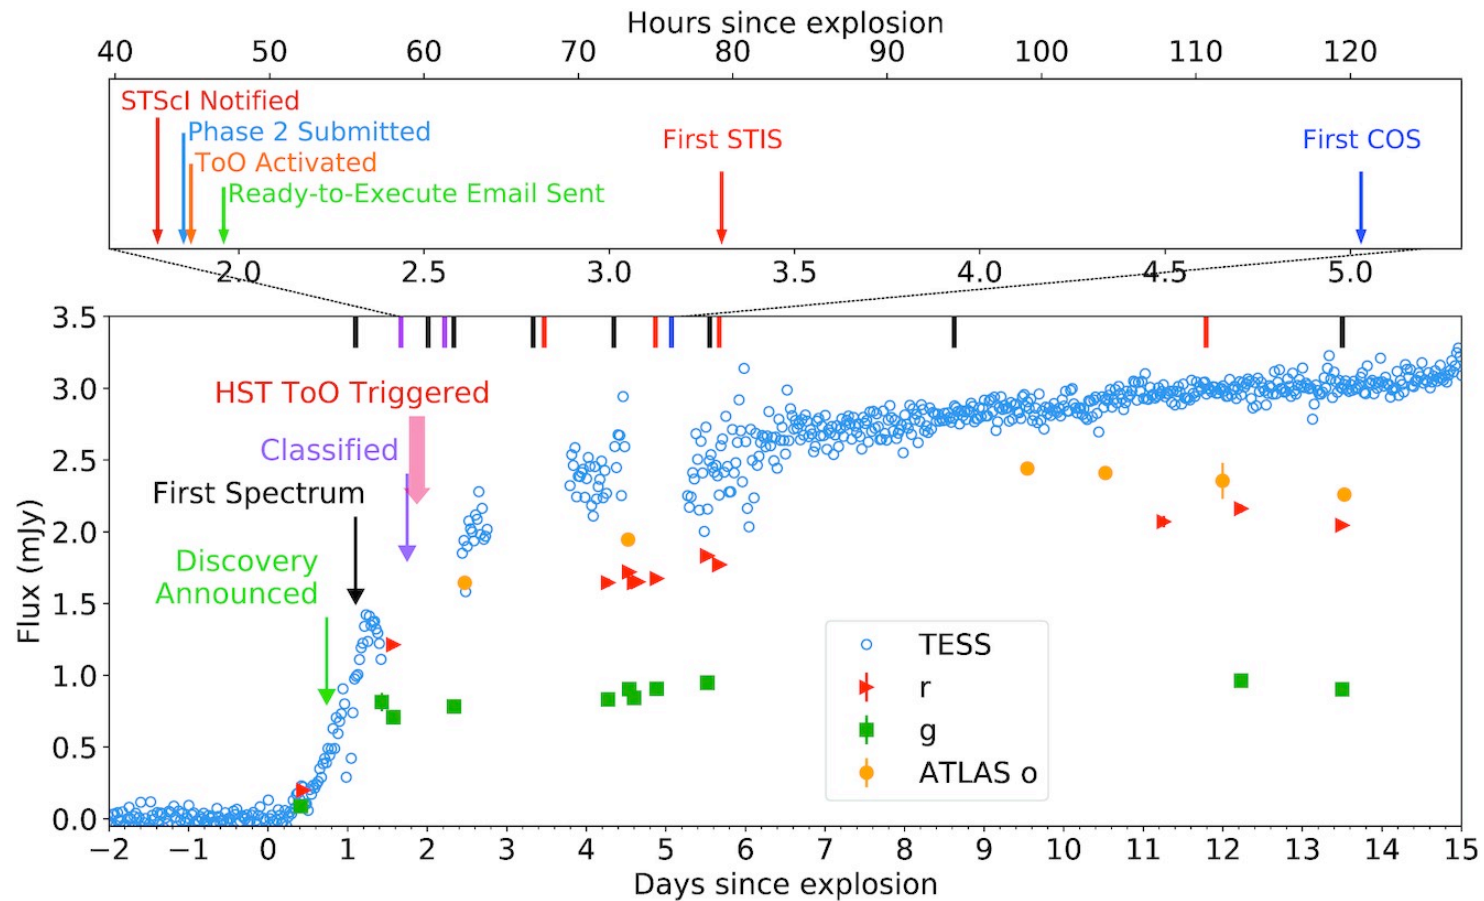 Hours since explosion
40 50 60 70 80 90 100 110 120
STScI Notified
Phase 2 Submitted
First STIS
First COS
ToO Activated
Ready-to-Execute Email Sent
2.0 2.5 3.0 3.5 4.0 4.5 5.0
3.5
3.0
HST ToO Triggered
Classified
2.5
First Spectrum
2.0
Discovery
Announced
1.5
Flux (mJy)
TESS
1.0
r
g
0.5
ATLAS o
0.0
−2 −1 0 1 2 3 4 5 6 7 8 9 10 11 12 13 14 15
Days since explosion